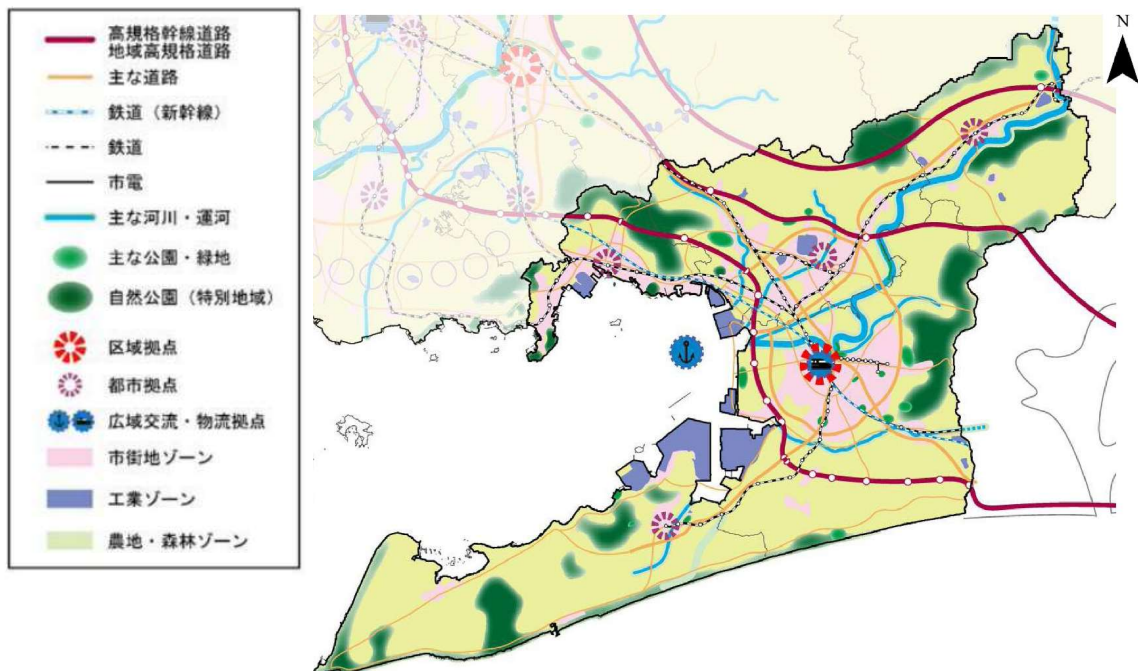 高規格幹線道路
地域高規格道路
主な道路
鉄道（新幹線）
鉄道
市電
主な河川・運河
主な公園・緑地
自然公園（特別地域）
区域拠点
都市拠点
広域交流・物流拠点
市街地ゾーン
工業ゾーン
農地・森林ゾーン
N